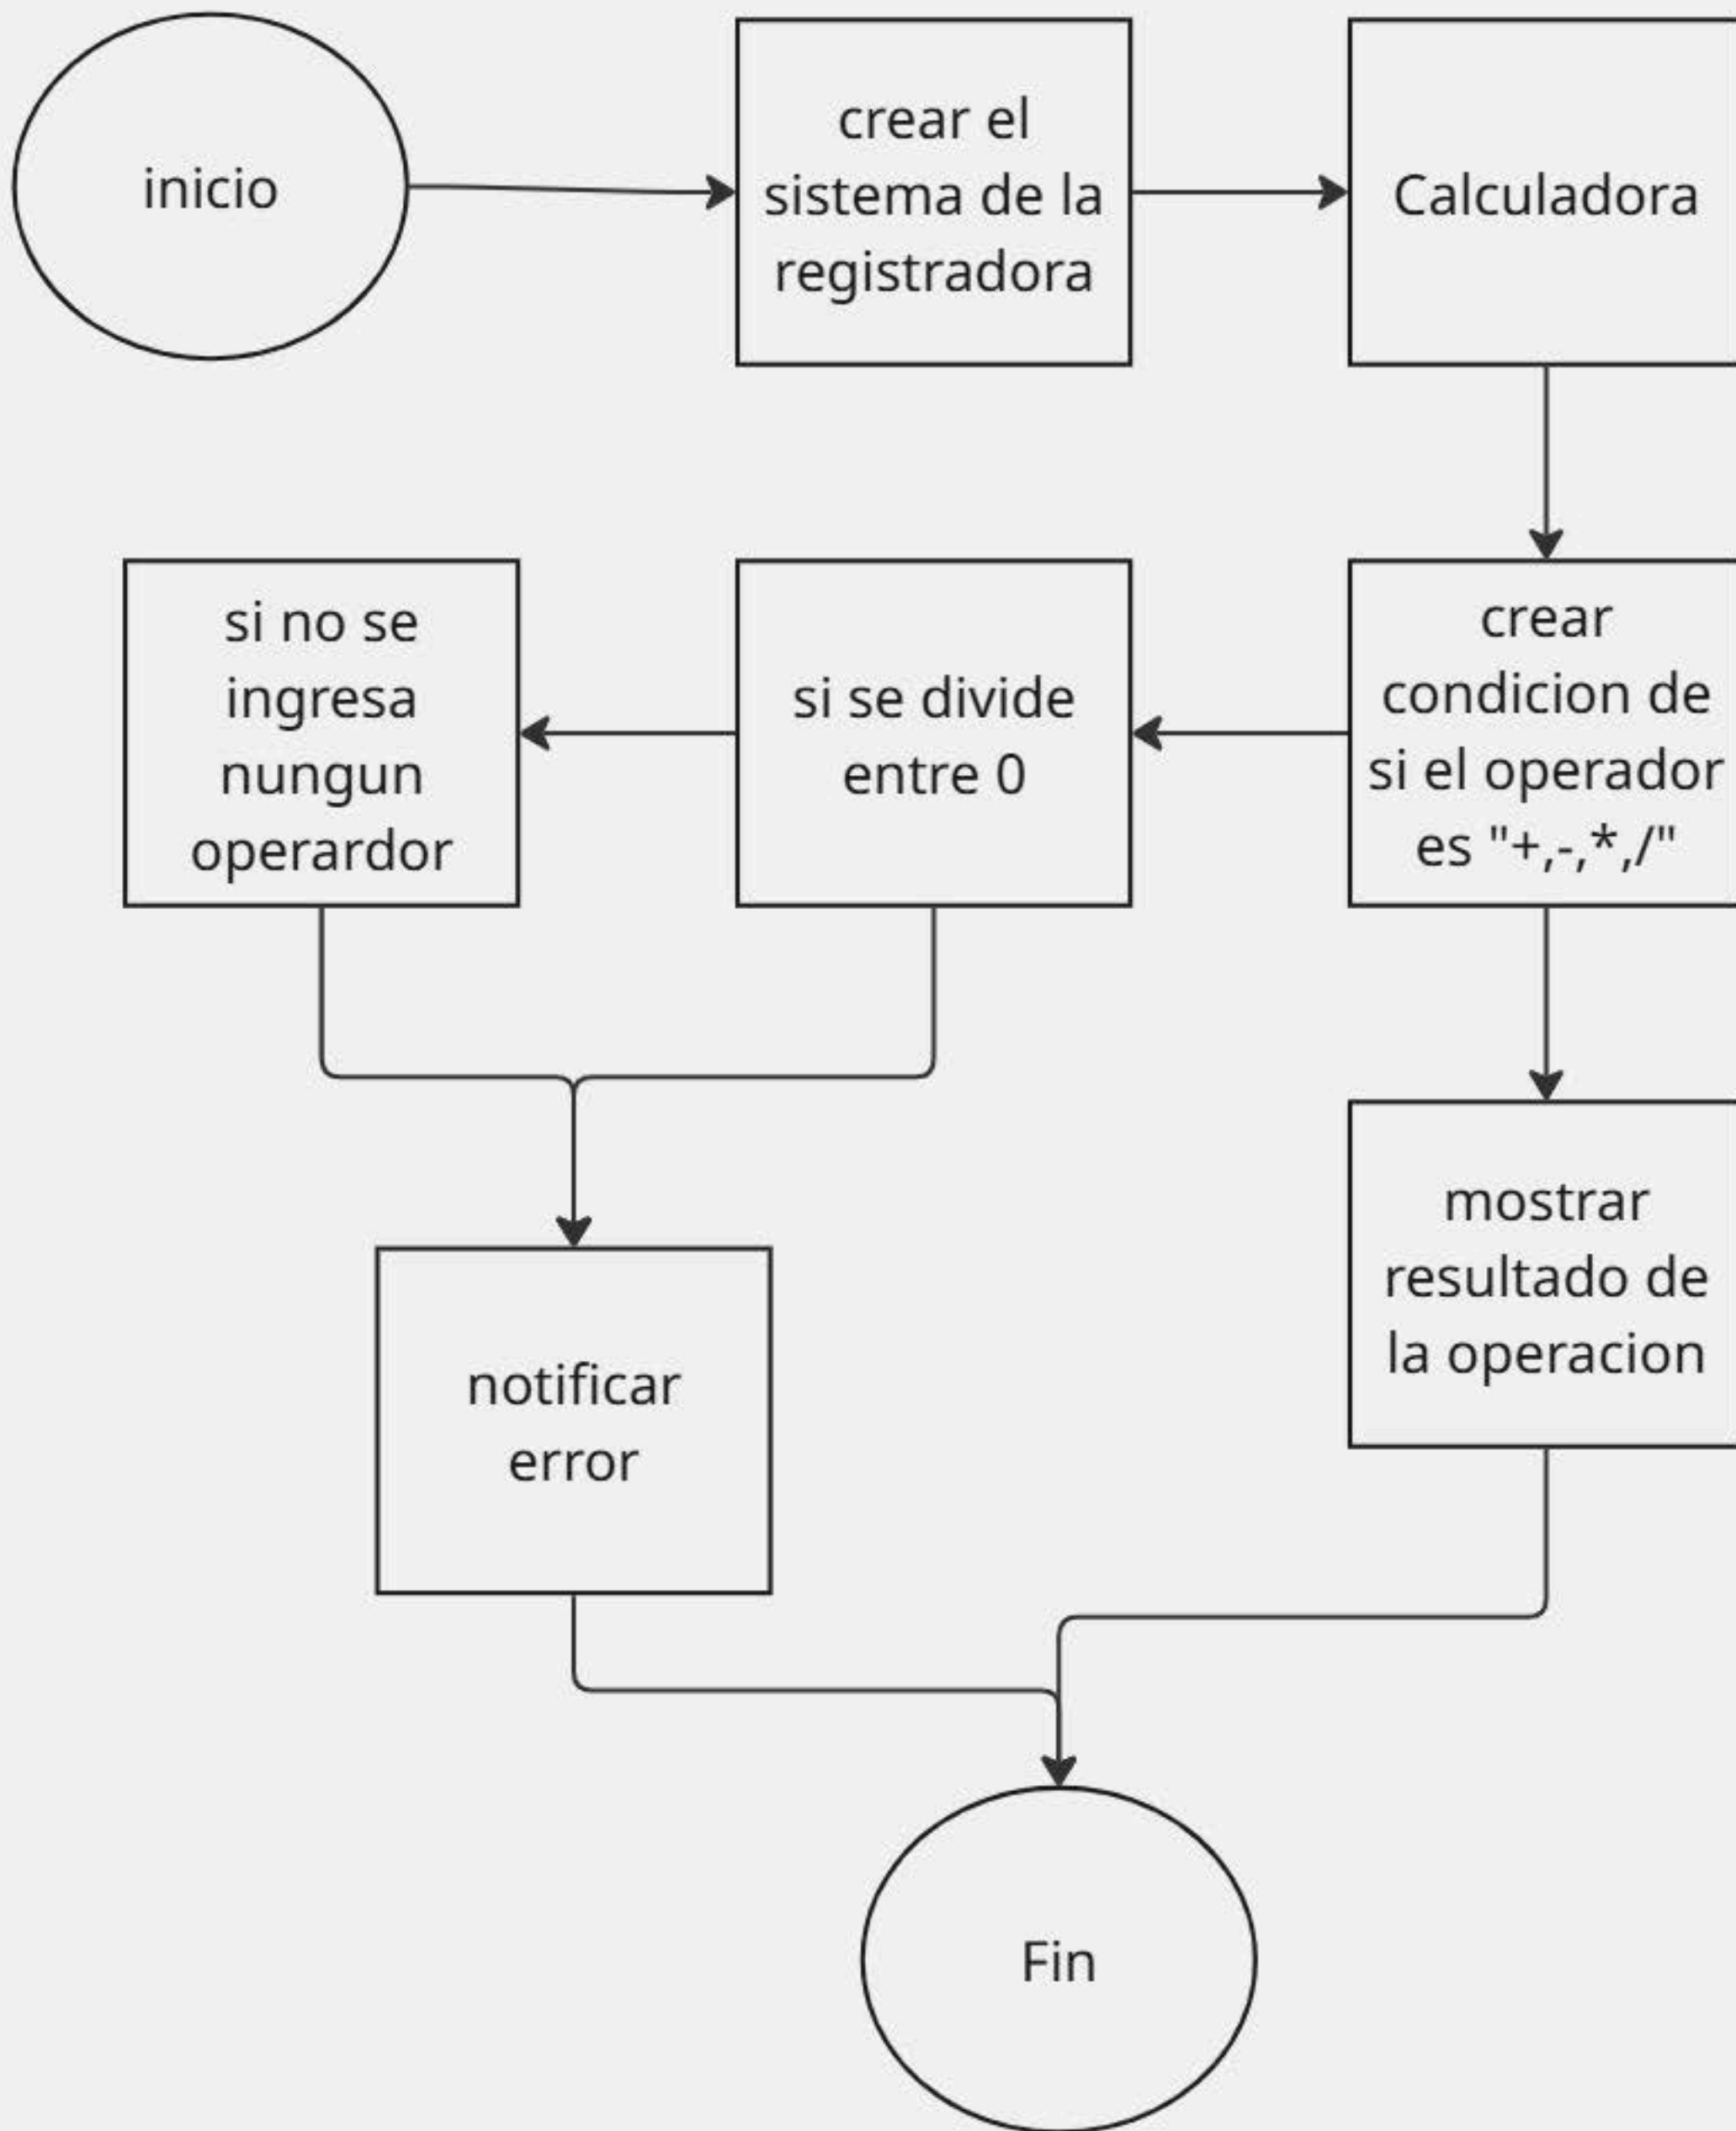 inicio
crear el
sistema de la
registradora
Calculadora
si no se
ingresa
nungun
operardor
si se divide
entre 0
crear
condicion de
si el operador
es "+,-,*,/"
notificar
error
mostrar
resultado de
la operacion
Fin